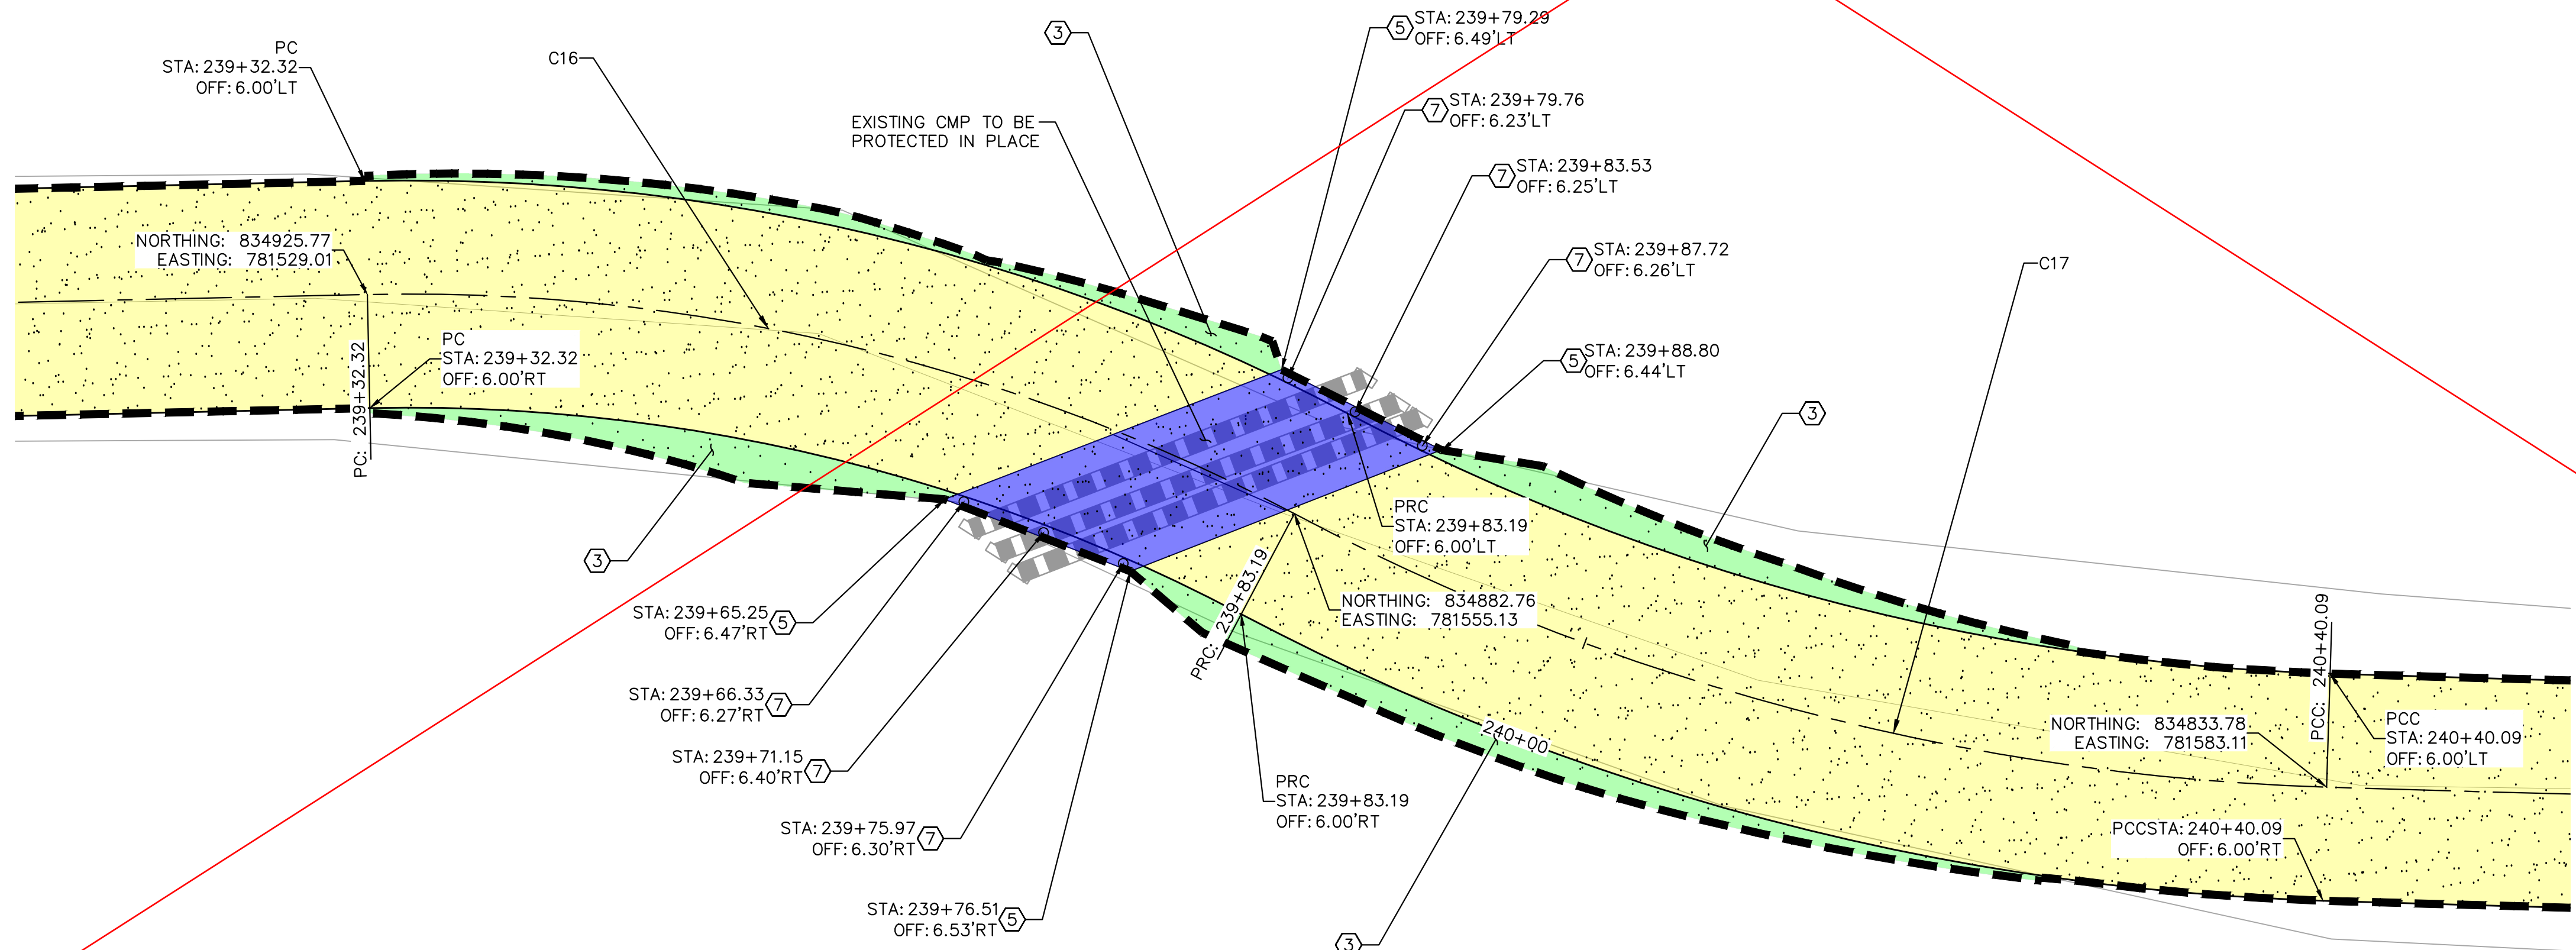 PC
STA: 239+32.32
OFF: 6.00'LT
C16
3
5
STA: 239+79.29
OFF: 6.49'LT
EXISTING CMP TO BE
PROTECTED IN PLACE
7
STA: 239+79.76
OFF: 6.23'LT
7
STA: 239+83.53
OFF: 6.25'LT
7
STA: 239+87.72
OFF: 6.26'LT
C17
5
STA: 239+88.80
OFF: 6.44'LT
3
NORTHING: 834925.77
EASTING: 781529.01
PC
STA: 239+32.32
OFF: 6.00'RT
PC: 239+32.32
3
PRC
STA: 239+83.19
OFF: 6.00'LT
NORTHING: 834882.76
EASTING: 781555.13
PRC: 239+83.19
STA: 239+65.25
OFF: 6.47'RT
5
STA: 239+66.33
OFF: 6.27'RT
7
STA: 239+71.15
OFF: 6.40'RT
7
STA: 239+75.97
OFF: 6.30'RT
7
STA: 239+76.51
OFF: 6.53'RT
5
PRC
STA: 239+83.19
OFF: 6.00'RT
240+00
3
NORTHING: 834833.78
EASTING: 781583.11
PCC: 240+40.09
PCC
STA: 240+40.09
OFF: 6.00'LT
PCCSTA: 240+40.09
OFF: 6.00'RT